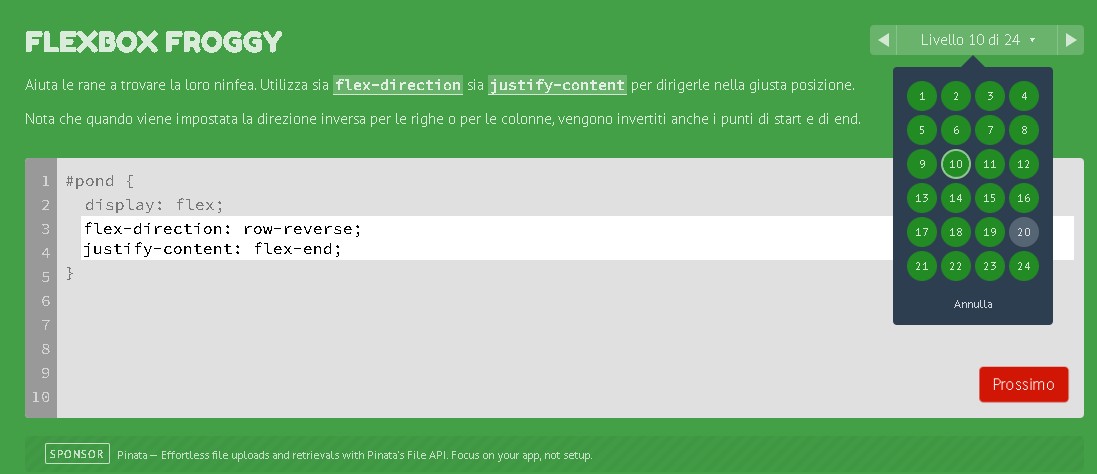 FLEXBOX FROGGY
Livello 10 di 24
Aiuta le rane a trovare la loro ninfea. Utilizza sia flex-direction sia justify-content per dirigerle nella giusta posizione.
Nota che quando viene impostata la direzione inversa per le righe o per le colonne, vengono invertiti anche i punti di start e di end.
1 2 3 4
5 6 7 8
9 10 11 12
13 14 15 16
17 18 19 20
21 22 23 24
Annulla
1 #pond {
2 display: flex;
3 flex-direction: row-reverse;
4 justify-content: flex-end;
5 }
6
7
8
9
10
Prossimo
SPONSOR Pinata — Effortless file uploads and retrievals with Pinata's File API. Focus on your app, not setup.